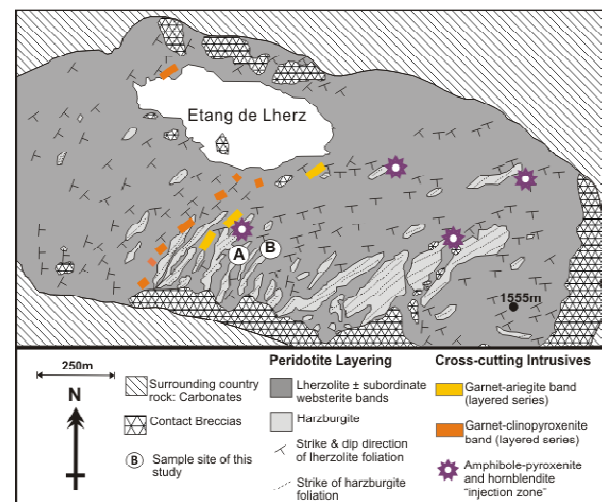 Etang de Lherz
A
B
1555m
250m
N
Surrounding country
rock: Carbonates
Contact Breccias
B
Sample site of this
study
Peridotite Layering
Lherzolite ± subordinate
websterite bands
Harzburgite
Strike & dip direction
of lherzolite foliation
Strike of harzburgite
foliation
Cross-cutting Intrusives
Garnet-ariegite band
(layered series)
Garnet-clinopyroxenite
band (layered series)
Amphibole-pyroxenite
and hornblendite
"injection zone"